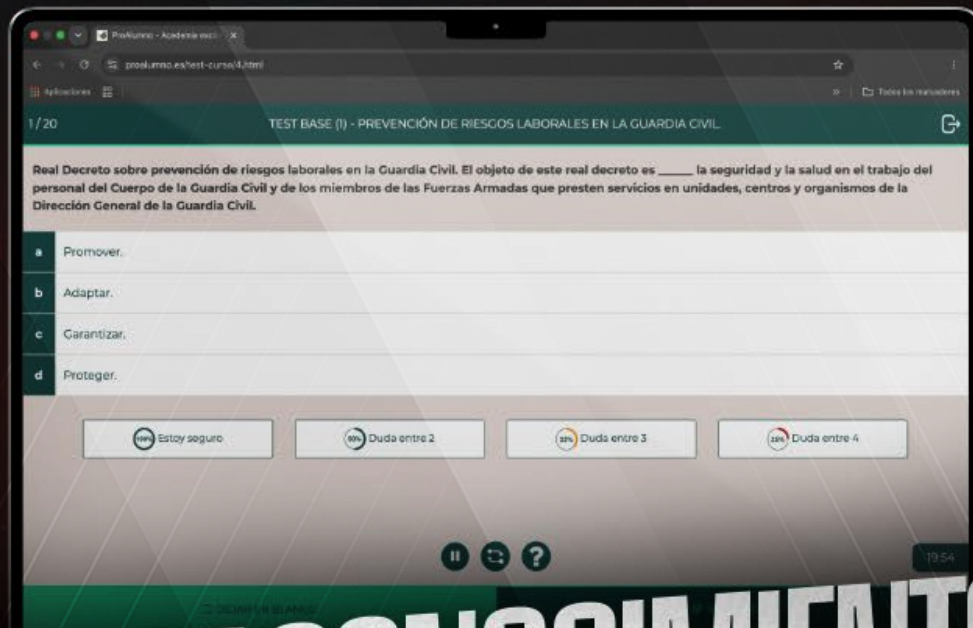 ProAlumno - Academia
proalumno.es/test-curso/4.html
Aplicaciones
Todos los marcadores
1 / 20
TEST BASE (1) - PREVENCIÓN DE RIESGOS LABORALES EN LA GUARDIA CIVIL
Real Decreto sobre prevención de riesgos laborales en la Guardia Civil. El objeto de este real decreto es _____ la seguridad y la salud en el trabajo del
personal del Cuerpo de la Guardia Civil y de los miembros de las Fuerzas Armadas que presten servicios en unidades, centros y organismos de la
Dirección General de la Guardia Civil.
a Promover.
b Adaptar.
c Garantizar.
d Proteger.
100% Estoy seguro
50% Duda entre 2
33% Duda entre 3
25% Duda entre 4
?
19:54